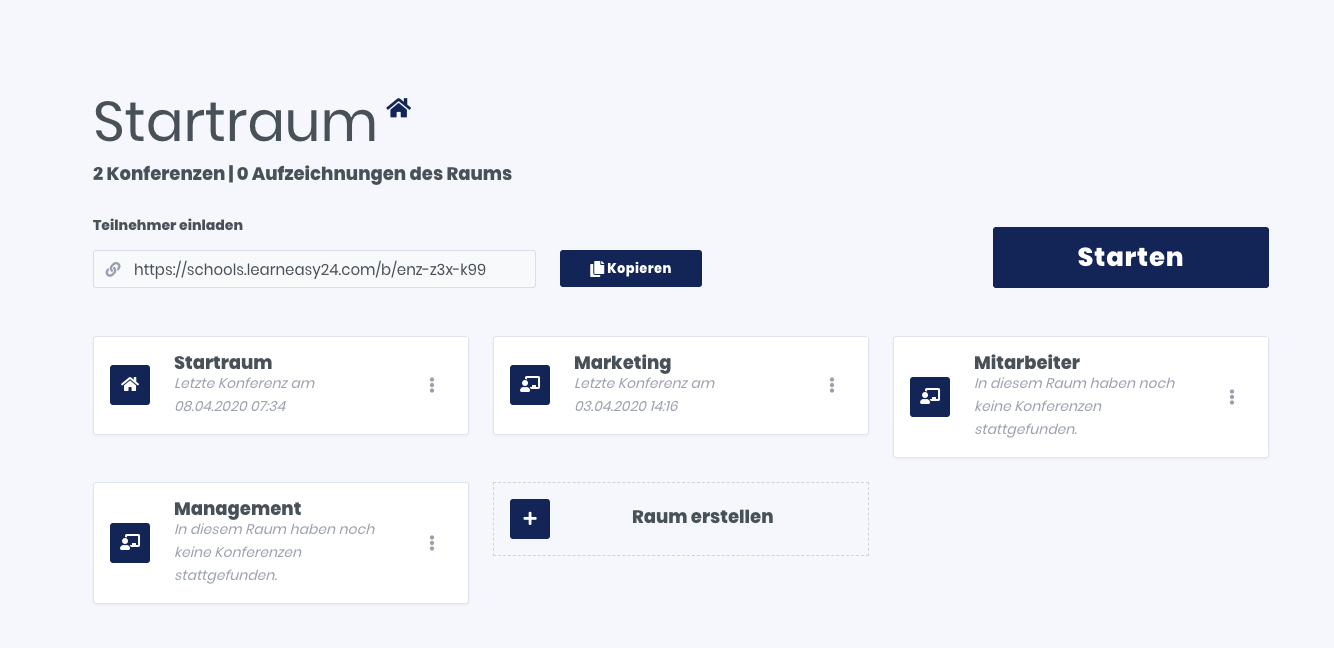 Startraum
2 Konferenzen | 0 Aufzeichnungen des Raums
Teilnehmer einladen
https://schools.learneasy24.com/b/enz-z3x-k99
Kopieren
Starten
Startraum
Letzte Konferenz am
08.04.2020 07:34
Marketing
Letzte Konferenz am
03.04.2020 14:16
Mitarbeiter
In diesem Raum haben noch
keine Konferenzen
stattgefunden.
Management
In diesem Raum haben noch
keine Konferenzen
stattgefunden.
Raum erstellen